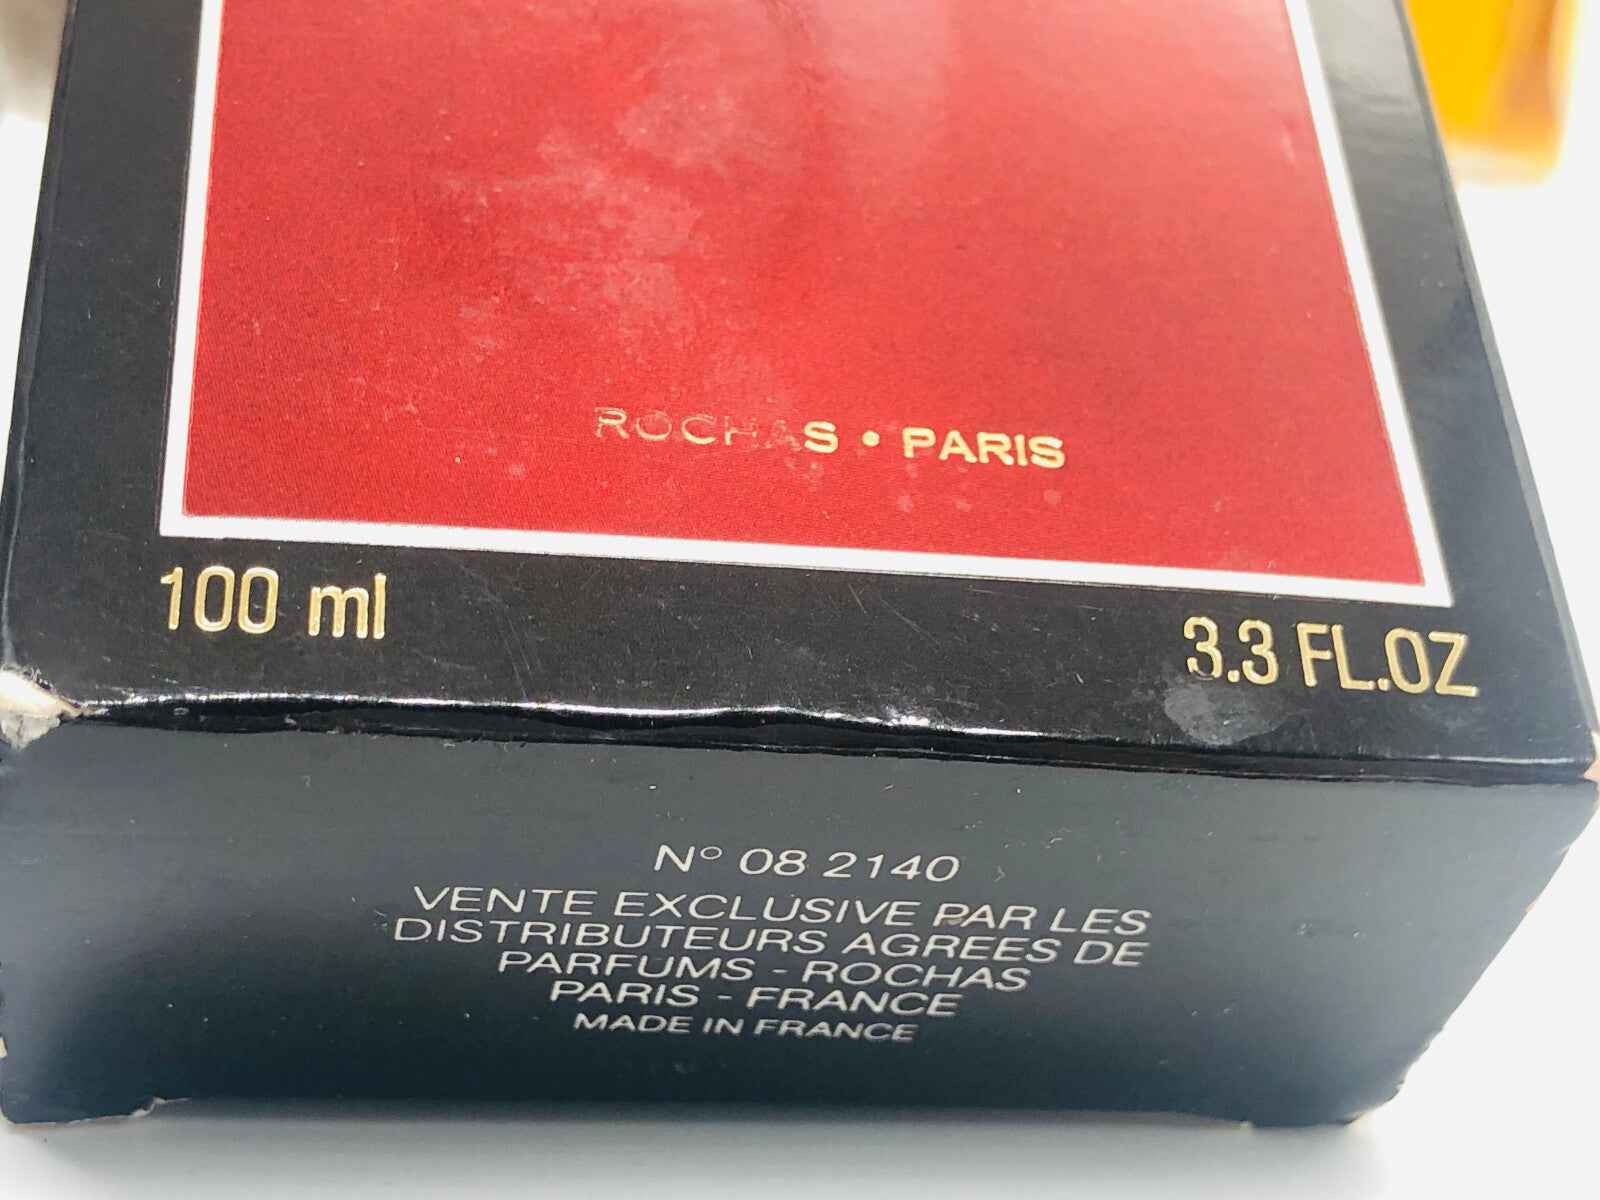 ROCHAS • PARIS
100 ml
3.3 FL.OZ
N° 08 2140
VENTE EXCLUSIVE PAR LES
DISTRIBUTEURS AGREES DE
PARFUMS - ROCHAS
PARIS - FRANCE
MADE IN FRANCE